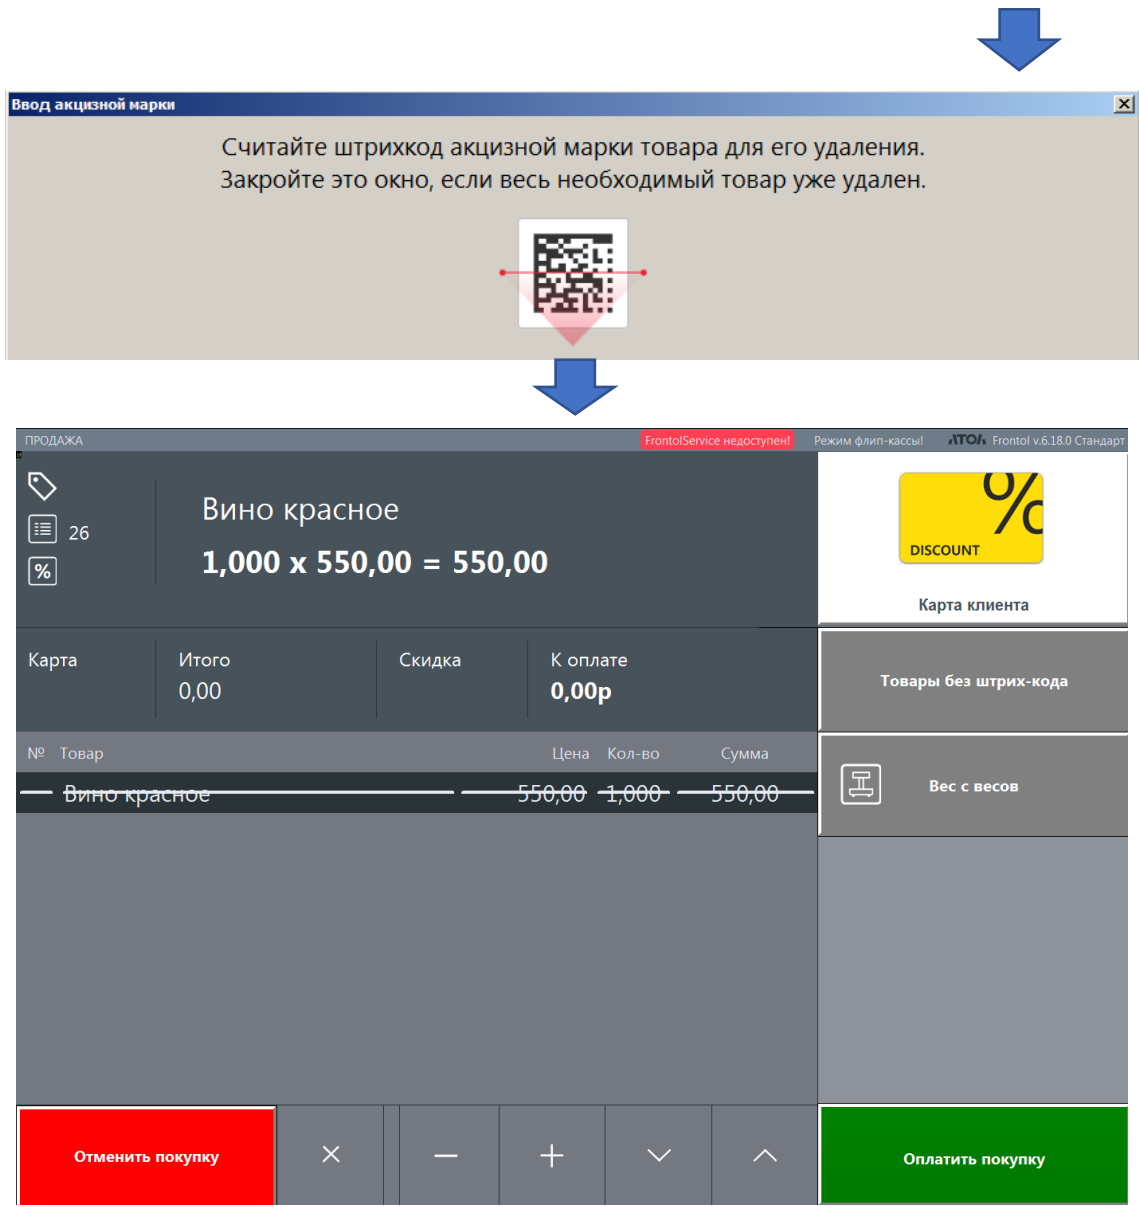 Ввод акцизной марки
Считайте штрихкод акцизной марки товара для его удаления.
Закройте это окно, если весь необходимый товар уже удален.
ПРОДАЖА FrontolService недоступен! Режим флип-кассы! АТОЛ Frontol v.6.18.0 Стандарт
26
%
Вино красное
1,000 x 550,00 = 550,00
%
DISCOUNT
Карта клиента
Карта Итого Скидка К оплате
0,00 0,00р
Товары без штрих-кода
№ Товар Цена Кол-во Сумма
Вино красное 550,00 1,000 550,00
Вес с весов
Отменить покупку
Оплатить покупку